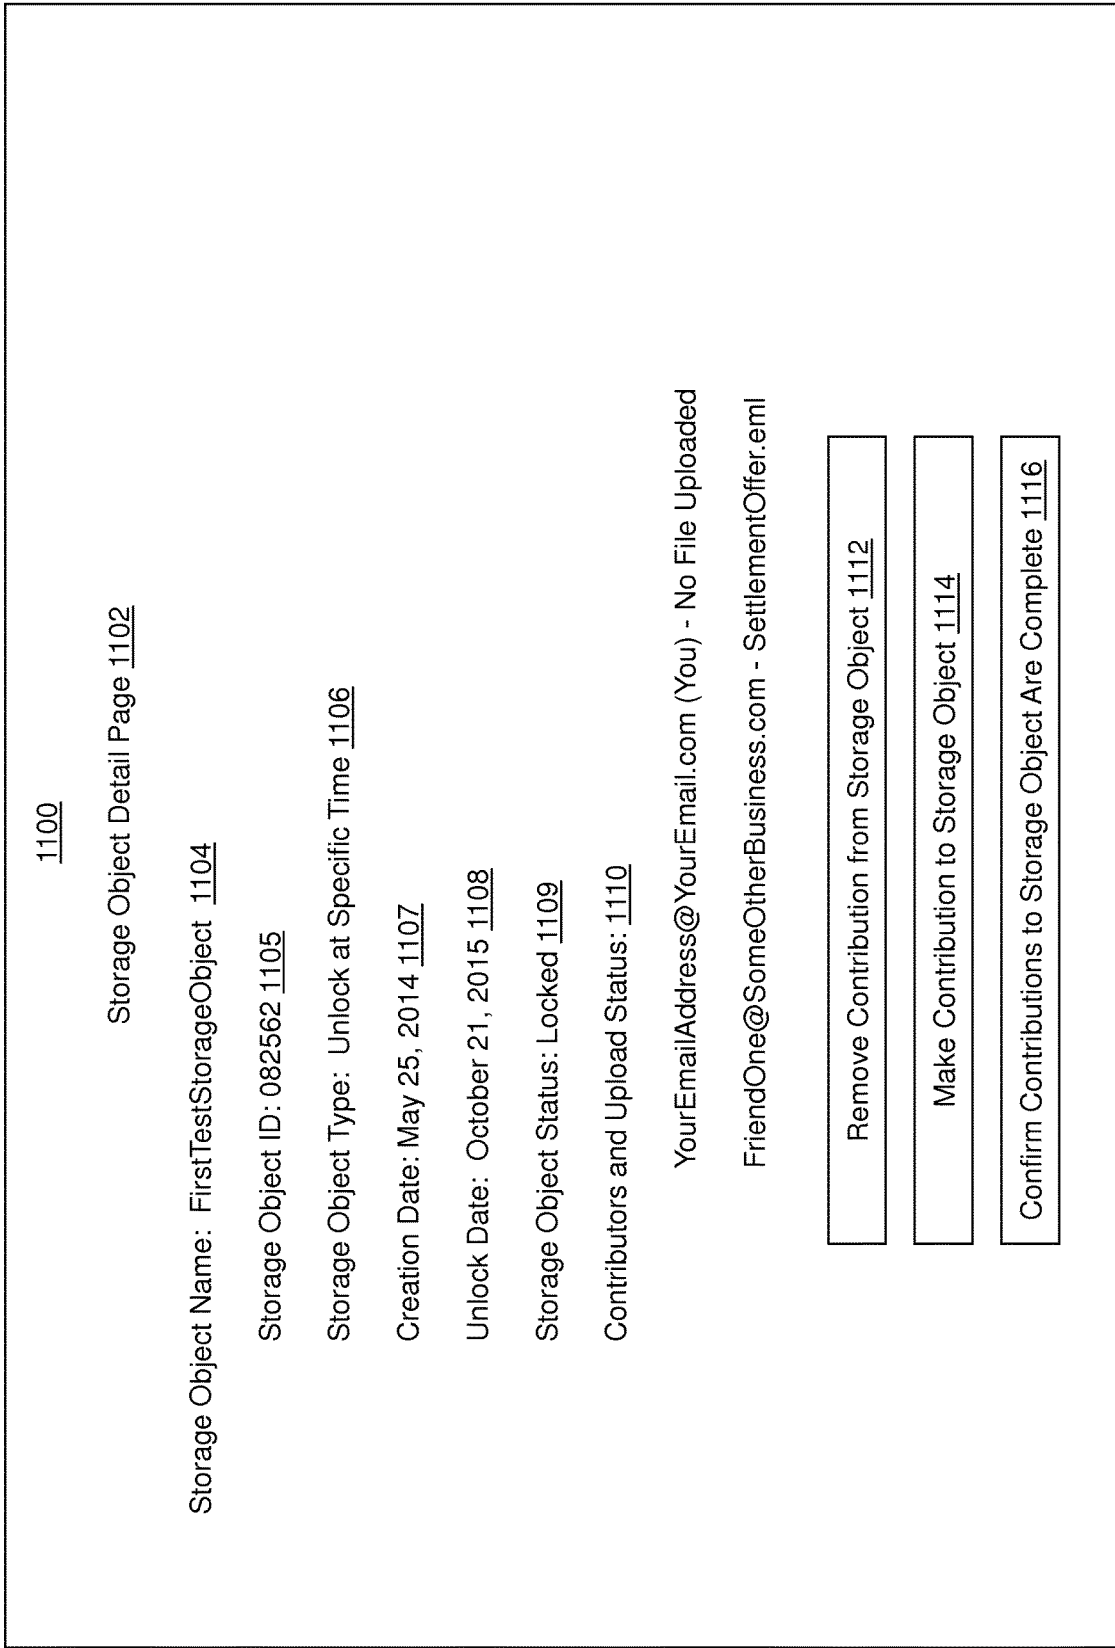 1100
Storage Object Detail Page 1102
Storage Object Name: FirstTestStorageObject 1104
Storage Object ID: 082562 1105
Storage Object Type: Unlock at Specific Time 1106
Creation Date: May 25, 2014 1107
Unlock Date: October 21, 2015 1108
Storage Object Status: Locked 1109
Contributors and Upload Status: 1110
YourEmailAddress@YourEmail.com (You) - No File Uploaded
FriendOne@SomeOtherBusiness.com - SettlementOffer.eml
Remove Contribution from Storage Object 1112
Make Contribution to Storage Object 1114
Confirm Contributions to Storage Object Are Complete 1116